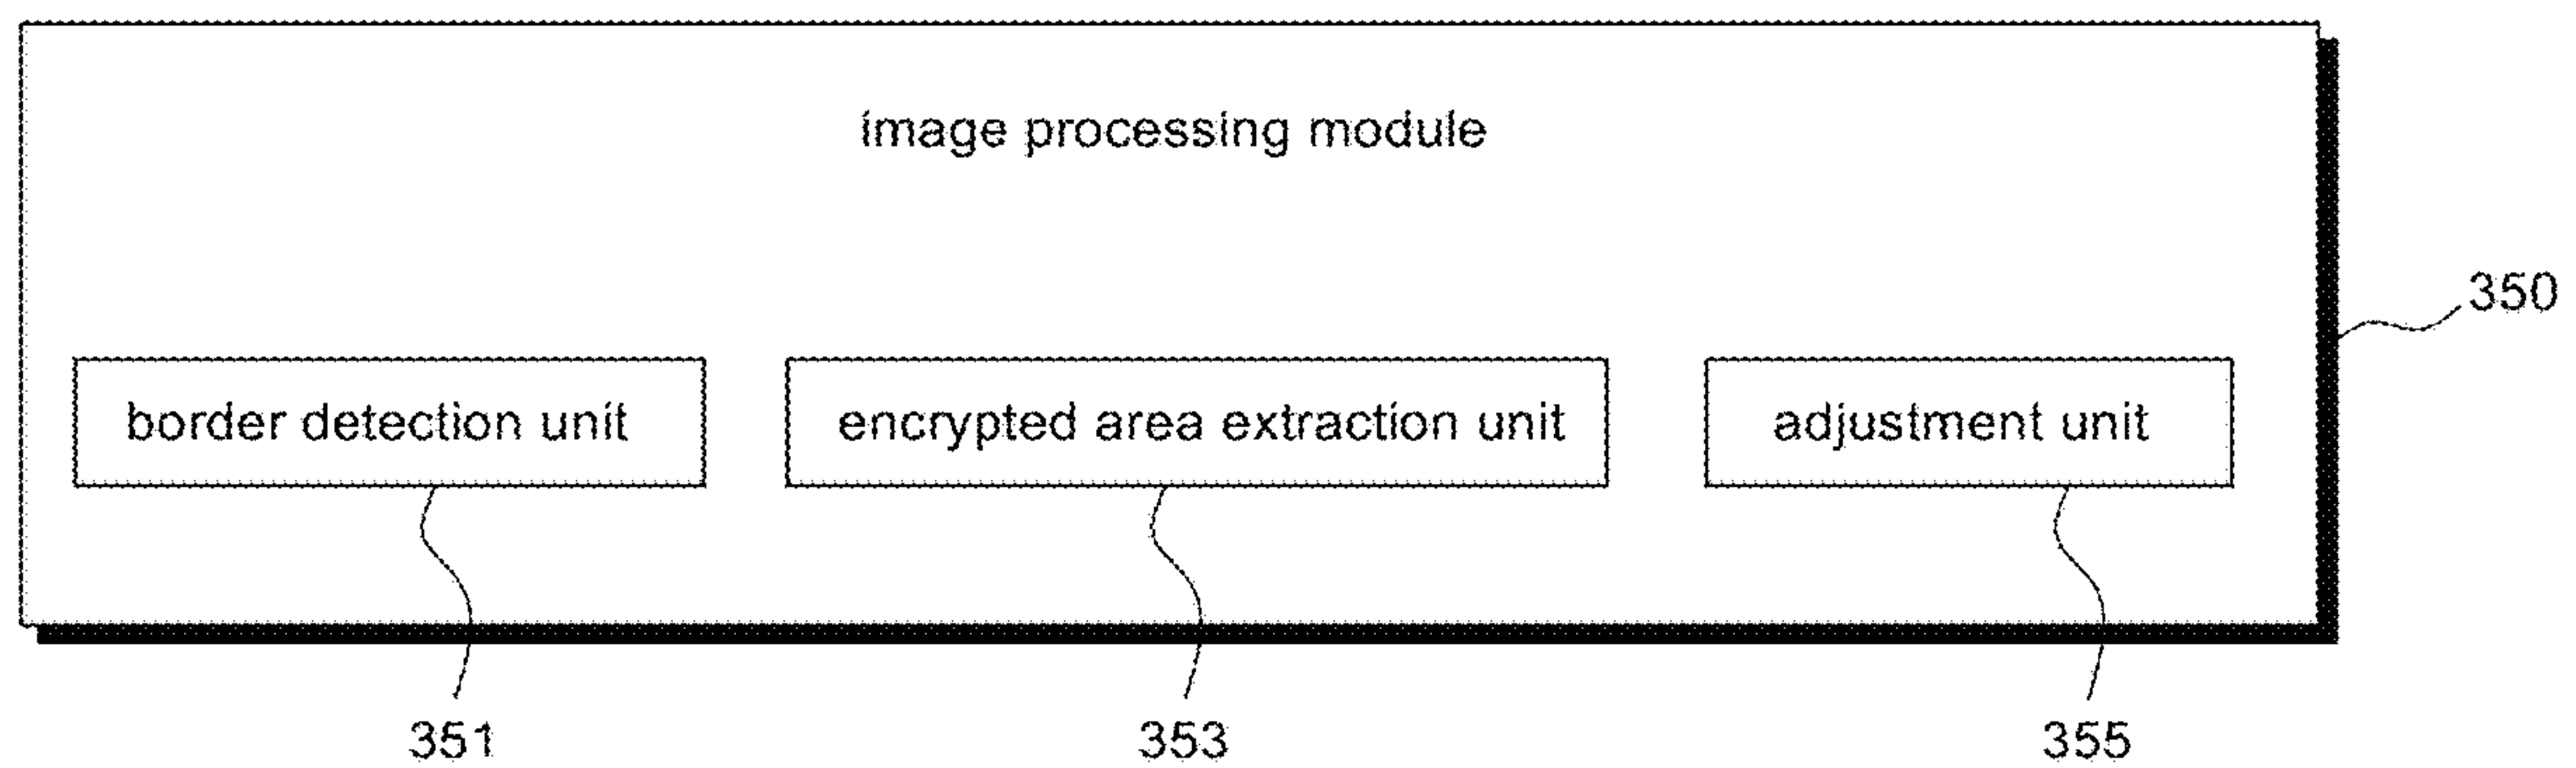 image processing module
350
border detection unit
encrypted area extraction unit
adjustment unit
351
353
355